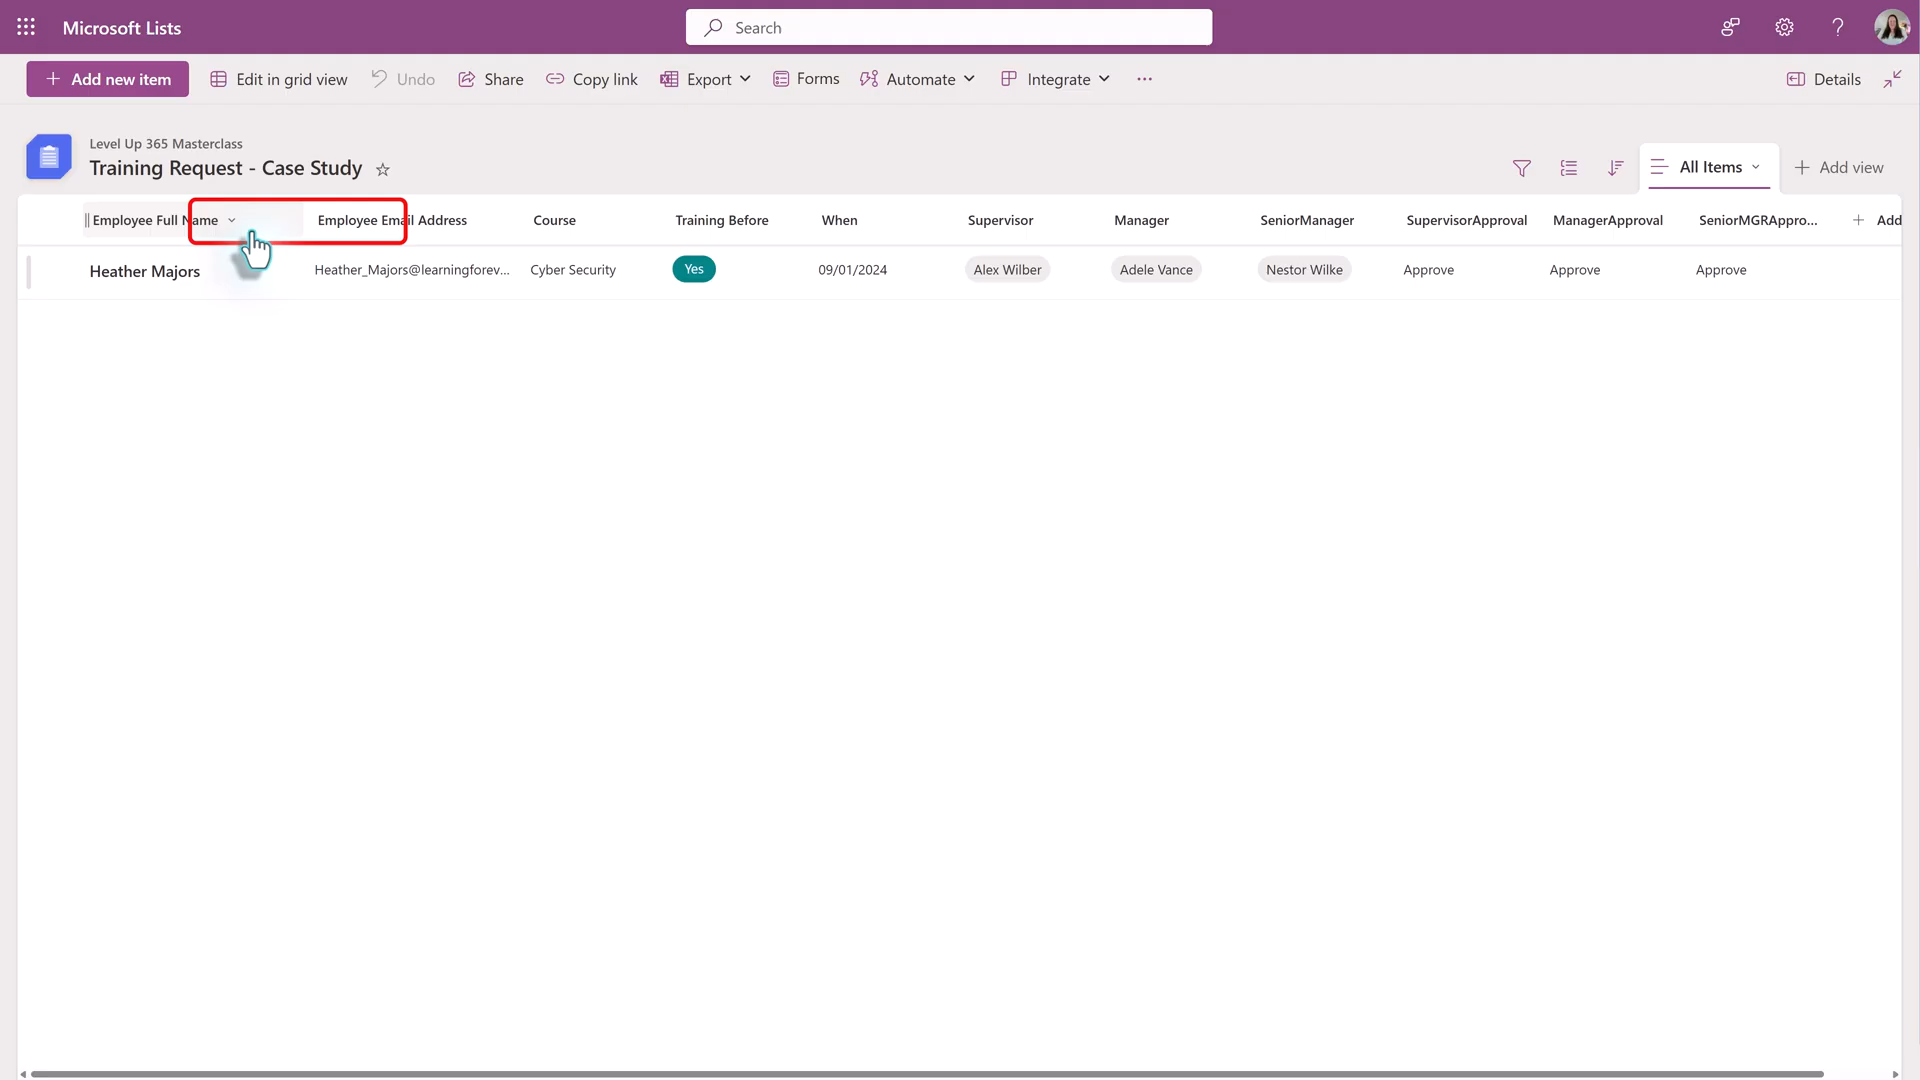 Microsoft Lists
Search
Add new item
Edit in grid view
Undo
Share
Copy link
Export
Forms
Automate
Integrate
Details
Level Up 365 Masterclass
Training Request - Case Study
All Items
Add view
Employee Full Name
Employee Email Address
Course
Training Before
When
Supervisor
Manager
SeniorManager
SupervisorApproval
ManagerApproval
SeniorMGRAppro...
Add
Heather Majors
Heather_Majors@learningforev...
Cyber Security
Yes
09/01/2024
Alex Wilber
Adele Vance
Nestor Wilke
Approve
Approve
Approve